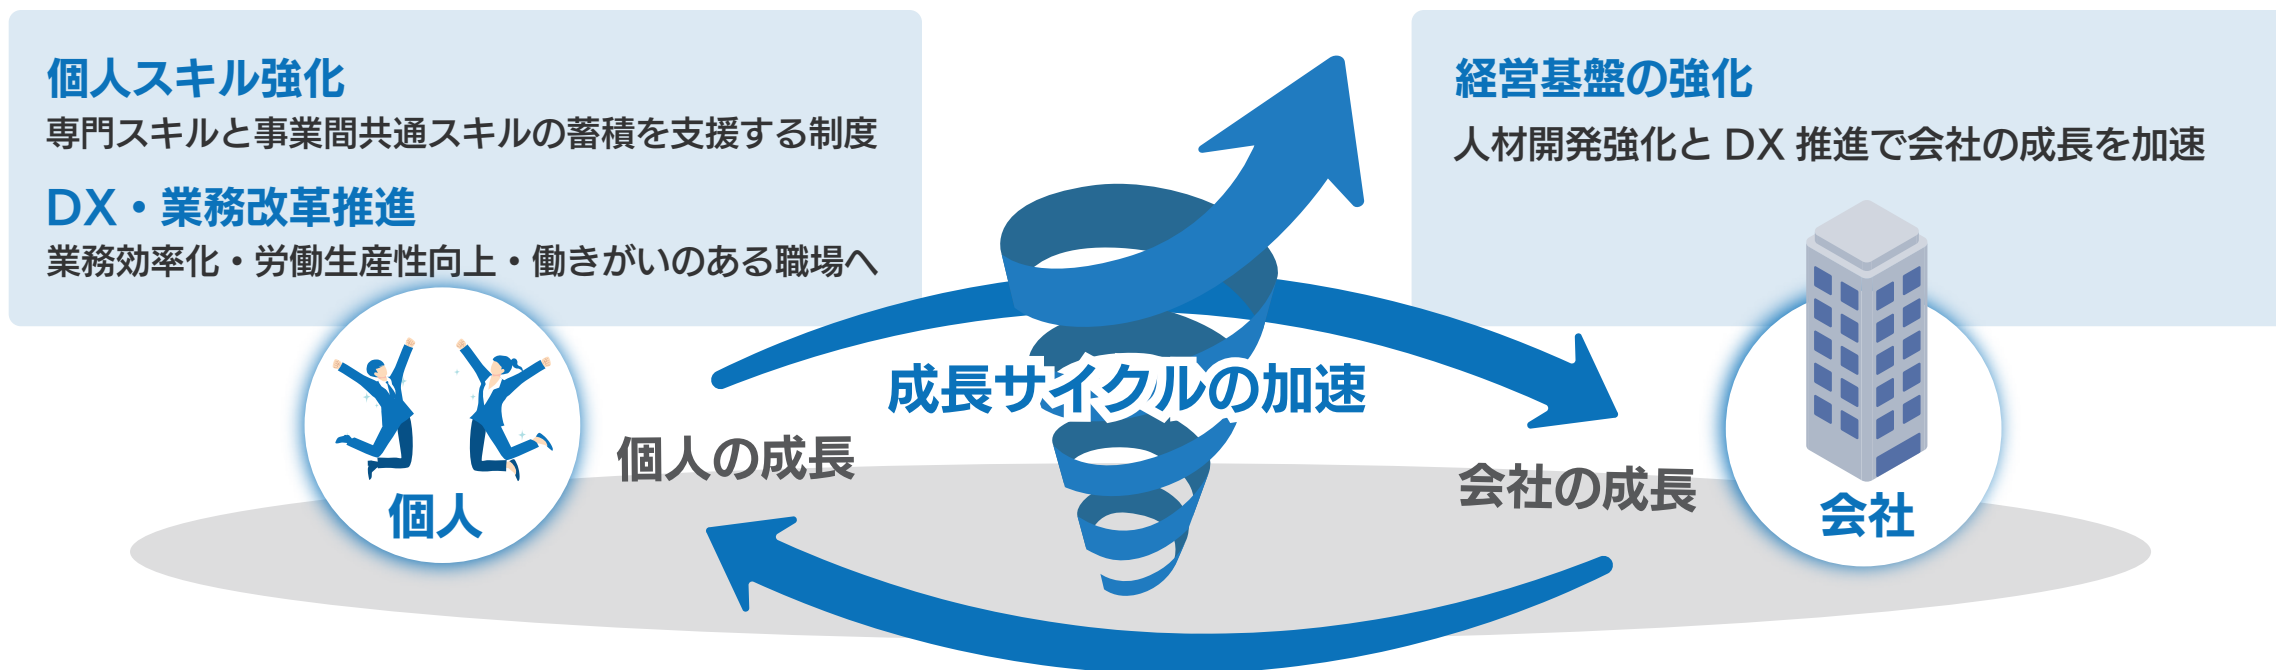 個人スキル強化
専門スキルと事業間共通スキルの蓄積を支援する制度
DX・業務改革推進
業務効率化・労働生産性向上・働きがいのある職場へ
経営基盤の強化
人材開発強化と DX 推進で会社の成長を加速
成長サイクルの加速
個人の成長
会社の成長
個人
会社